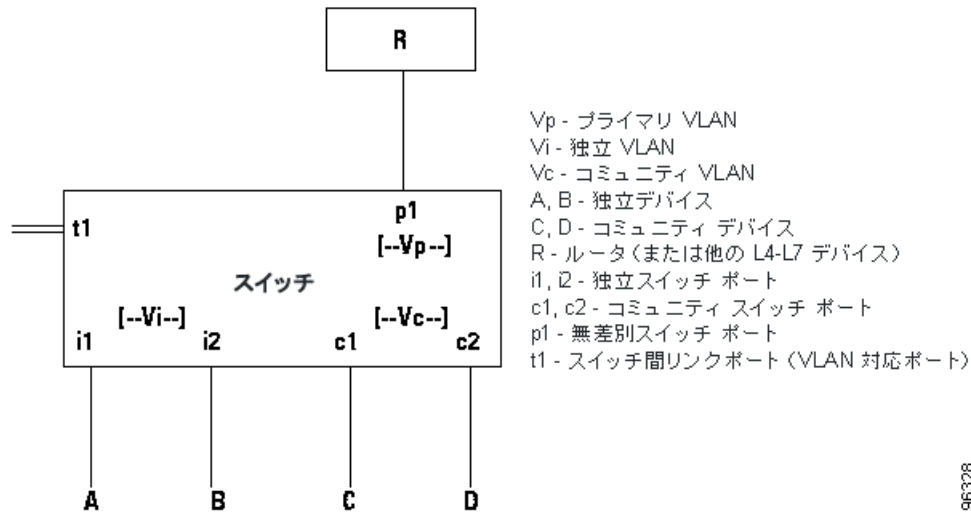 R
Vp - プライマリ VLAN
Vi - 独立 VLAN
Vc - コミュニティ VLAN
A, B - 独立デバイス
C, D - コミュニティ デバイス
R - ルータ（または他の L4-L7 デバイス）
i1, i2 - 独立スイッチ ポート
c1, c2 - コミュニティ スイッチ ポート
p1 - 無差別スイッチ ポート
t1 - スイッチ間リンクポート（VLAN 対応ポート）
t1
p1
[--Vp--]
スイッチ
[--Vi--]
[--Vc--]
i1 i2 c1 c2
A B C D
96328